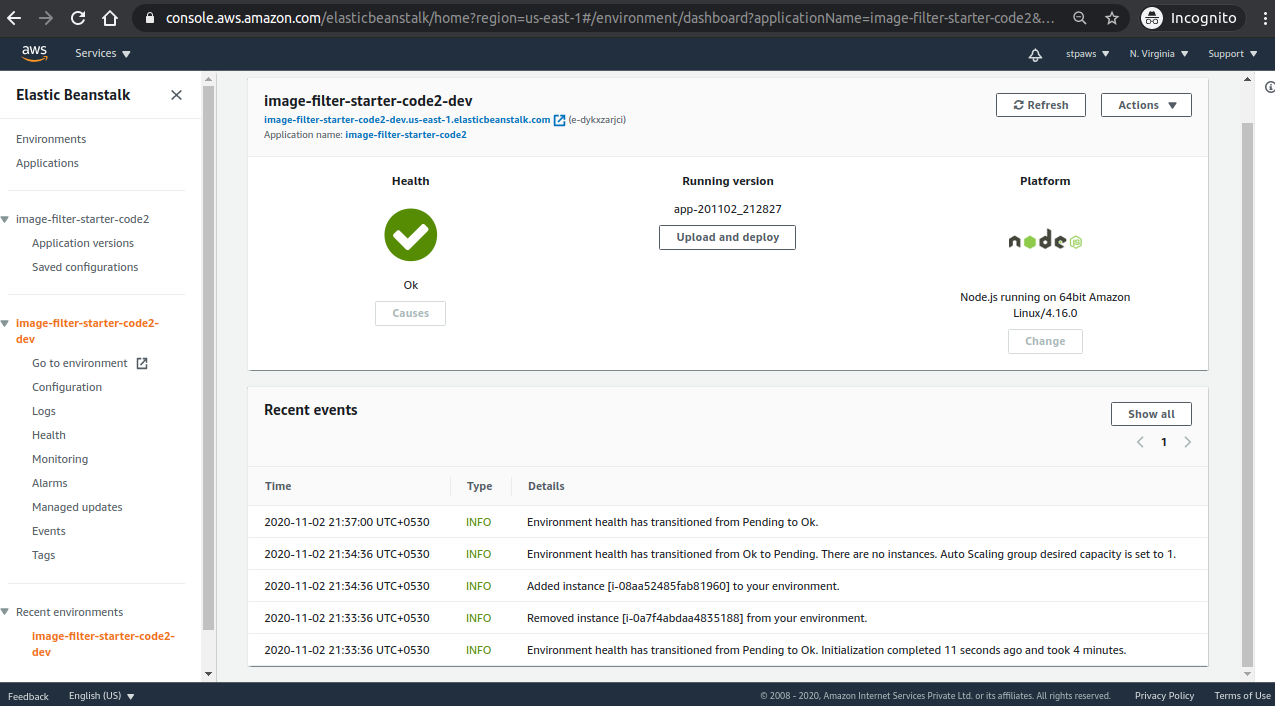 console.aws.amazon.com/elasticbeanstalk/home?region=us-east-1#/environment/dashboard?applicationName=image-filter-starter-code2&...
Incognito
aws
Services
stpaws
N. Virginia
Support
Elastic Beanstalk
Environments
Applications
image-filter-starter-code2
Application versions
Saved configurations
image-filter-starter-code2-
dev
Go to environment
Configuration
Logs
Health
Monitoring
Alarms
Managed updates
Events
Tags
Recent environments
image-filter-starter-code2-
dev
image-filter-starter-code2-dev
image-filter-starter-code2-dev.us-east-1.elasticbeanstalk.com (e-dykxzarjci)
Application name: image-filter-starter-code2
Refresh
Actions
Health
Ok
Causes
Running version
app-201102_212827
Upload and deploy
Platform
node JS
Node.js running on 64bit Amazon
Linux/4.16.0
Change
Recent events
Show all
1
Time Type Details
2020-11-02 21:37:00 UTC+0530 INFO Environment health has transitioned from Pending to Ok.
2020-11-02 21:34:36 UTC+0530 INFO Environment health has transitioned from Ok to Pending. There are no instances. Auto Scaling group desired capacity is set to 1.
2020-11-02 21:34:36 UTC+0530 INFO Added instance [i-08aa52485fab81960] to your environment.
2020-11-02 21:33:36 UTC+0530 INFO Removed instance [i-0a7f4abdaa4835188] from your environment.
2020-11-02 21:33:36 UTC+0530 INFO Environment health has transitioned from Pending to Ok. Initialization completed 11 seconds ago and took 4 minutes.
Feedback
English (US)
© 2008 - 2020, Amazon Internet Services Private Ltd. or its affiliates. All rights reserved.
Privacy Policy
Terms of Use